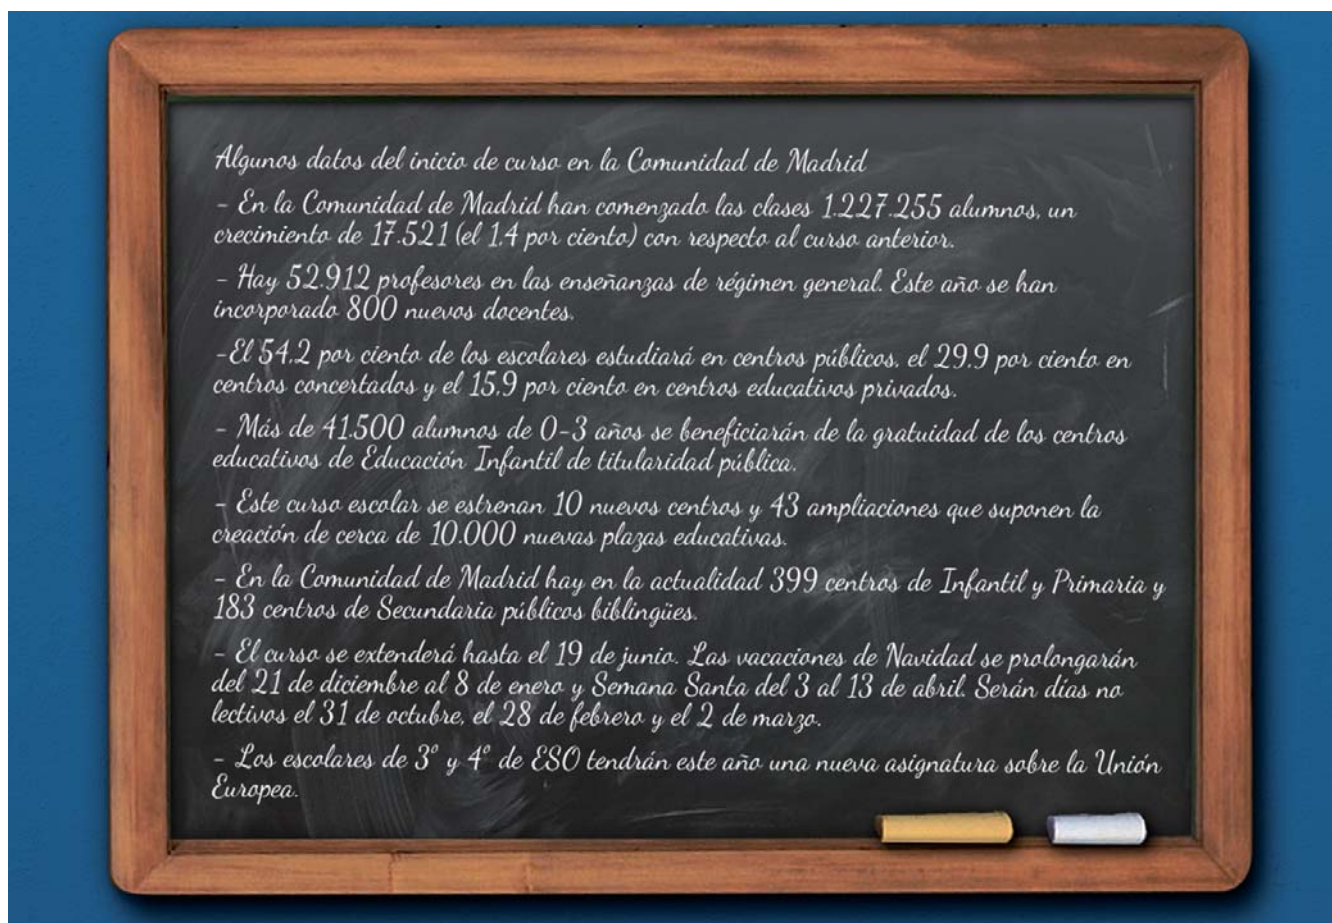 Algunos datos del inicio de curso en la Comunidad de Madrid
- En la Comunidad de Madrid han comenzado las clases 1.227.255 alumnos, un
crecimiento de 17.521 (el 1,4 por ciento) con respecto al curso anterior.
- Hay 52.912 profesores en las enseñanzas de régimen general. Este año se han
incorporado 800 nuevos docentes.
-El 54,2 por ciento de los escolares estudiará en centros públicos, el 29,9 por ciento en
centros concertados y el 15,9 por ciento en centros educativos privados.
- Más de 41.500 alumnos de 0-3 años se beneficiarán de la gratuidad de los centros
educativos de Educación Infantil de titularidad pública.
- Este curso escolar se estrenan 10 nuevos centros y 43 ampliaciones que suponen la
creación de cerca de 10.000 nuevas plazas educativas.
- En la Comunidad de Madrid hay en la actualidad 399 centros de Infantil y Primaria y
183 centros de Secundaria públicos biblingües.
- El curso se extenderá hasta el 19 de junio. Las vacaciones de Navidad se prolongarán
del 21 de diciembre al 8 de enero y Semana Santa del 3 al 13 de abril. Serán días no
lectivos el 31 de octubre, el 28 de febrero y el 2 de marzo.
- Los escolares de 3º y 4º de ESO tendrán este año una nueva asignatura sobre la Unión
Europea.